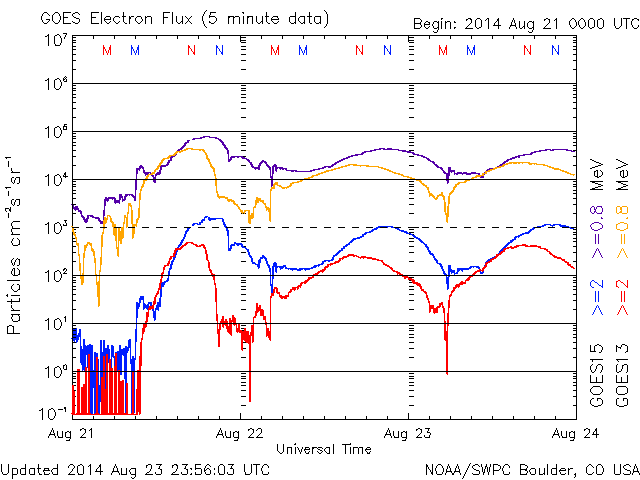 GOES Electron Flux (5 minute data)
Begin: 2014 Aug 21 0000 UTC
10⁷
M M N N M M N N M M N N
10⁶
10⁵
10⁴
10³
10²
10¹
10⁰
10⁻¹
Particles cm⁻²s⁻¹sr⁻¹
Aug 21 Aug 22 Aug 23 Aug 24
Universal Time
GOES15 >=2 >=0.8 MeV
GOES13 >=2 >=0.8 MeV
Updated 2014 Aug 23 23:56:03 UTC
NOAA/SWPC Boulder, CO USA